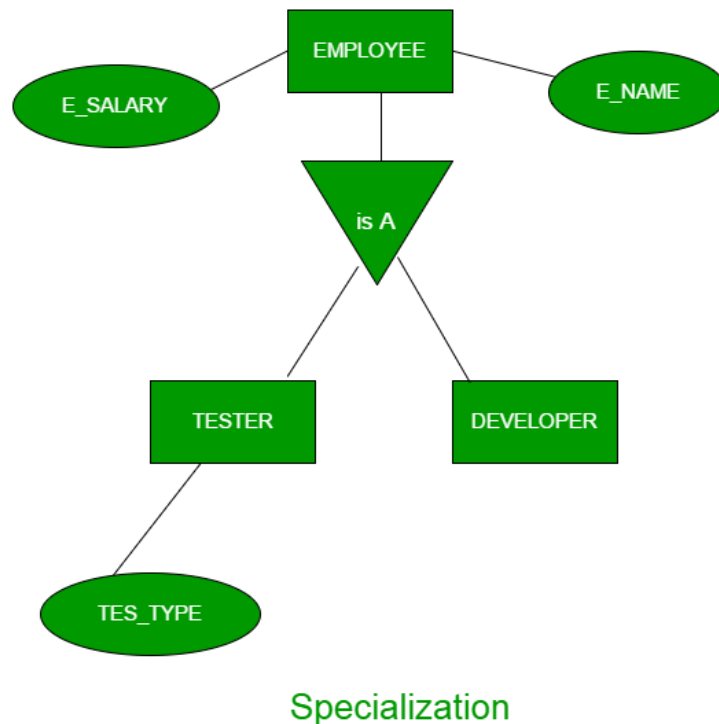 EMPLOYEE
E_SALARY
E_NAME
is A
TESTER
DEVELOPER
TES_TYPE
Specialization